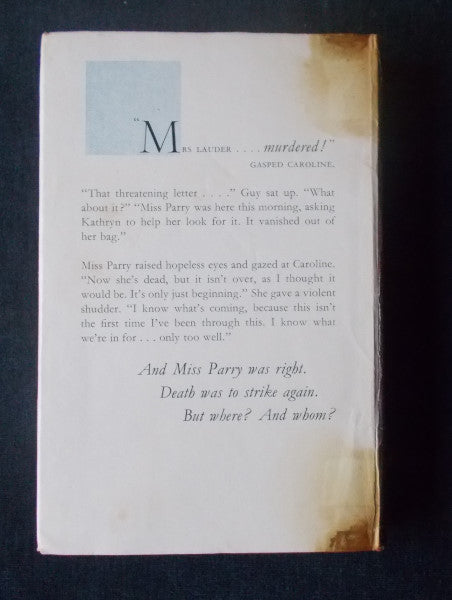 "MRS LAUDER . . . . murdered!"
GASPED CAROLINE.
"That threatening letter . . . ." Guy sat up. "What
about it?" "Miss Parry was here this morning, asking
Kathryn to help her look for it. It vanished out of
her bag."
Miss Parry raised hopeless eyes and gazed at Caroline.
"Now she's dead, but it isn't over, as I thought it
would be. It's only just beginning." She gave a violent
shudder. "I know what's coming, because this isn't
the first time I've been through this. I know what
we're in for . . . only too well."
And Miss Parry was right.
Death was to strike again.
But where? And whom?